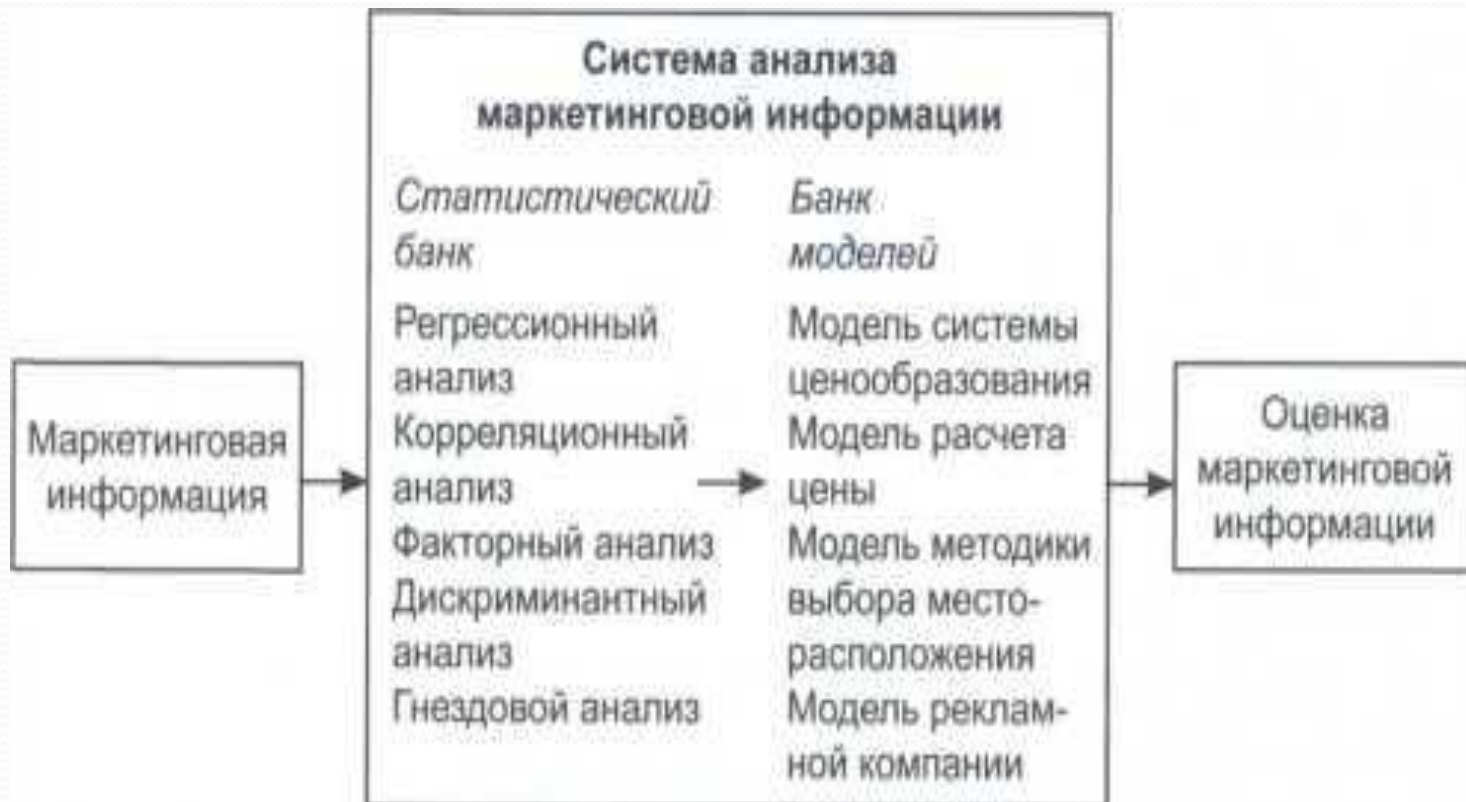 Система анализа
маркетинговой информации
Статистический
банк
Банк
моделей
Маркетинговая
информация
Регрессионный
анализ
Корреляционный
анализ
Факторный анализ
Дискриминантный
анализ
Гнездовой анализ
Модель системы
ценообразования
Модель расчета
цены
Модель методики
выбора место-
расположения
Модель реклам-
ной компании
Оценка
маркетинговой
информации